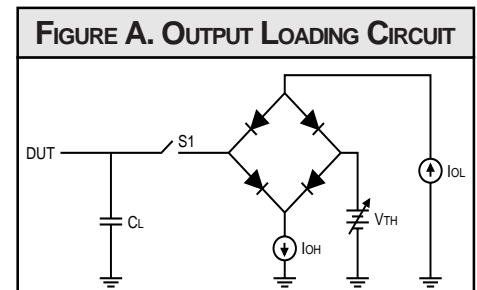 FIGURE A. OUTPUT LOADING CIRCUIT
DUT
S1
IOL
CL
VTH
IOH